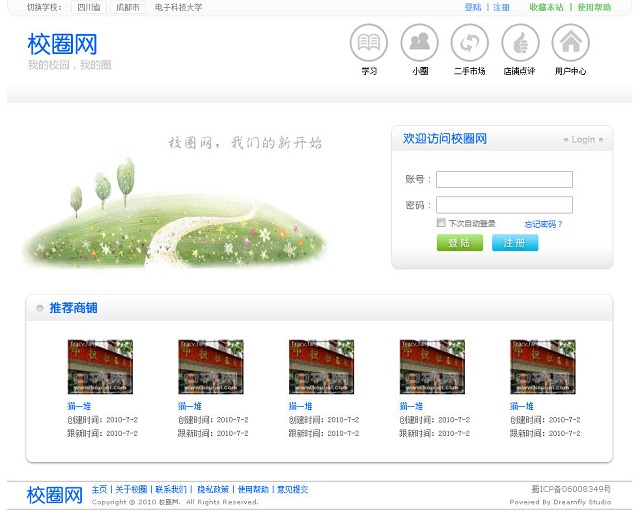 切换学校： 四川省 成都市 电子科技大学 登陆 | 注册 收藏本站 | 使用帮助
校圈网
我的校园，我的圈
学习 小圈 二手市场 店铺点评 用户中心
校圈网，我们的新开始
欢迎访问校圈网 Login
账号：
密码：
下次自动登录 忘记密码？
登 陆 注 册
推荐商铺
猫一堆 猫一堆 猫一堆 猫一堆 猫一堆
创建时间：2010-7-2 创建时间：2010-7-2 创建时间：2010-7-2 创建时间：2010-7-2 创建时间：2010-7-2
跟新时间：2010-7-2 跟新时间：2010-7-2 跟新时间：2010-7-2 跟新时间：2010-7-2 跟新时间：2010-7-2
校圈网 主页 | 关于校圈 | 联系我们 | 隐私政策 | 使用帮助 | 意见提交 蜀ICP备06008349号
Copyright © 2010 校圈网. All Rights Reserved. Powered By Dreamfly Studio